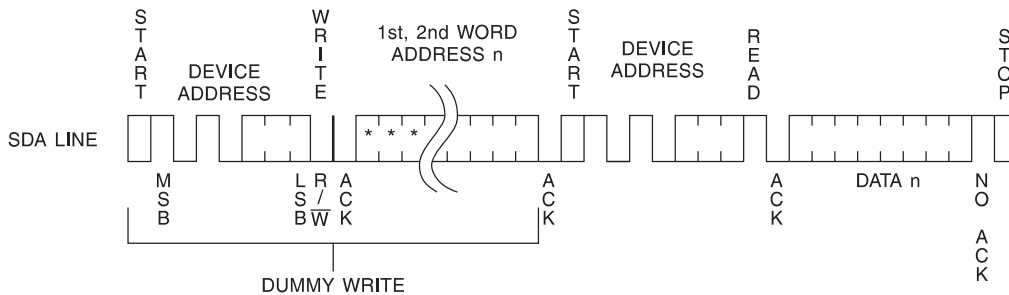 START
WRITE
1st, 2nd WORD
ADDRESS n
START
READ
STOP
DEVICE
ADDRESS
DEVICE
ADDRESS
SDA LINE
* * *
MSB
LSB
R/W̅
ACK
ACK
ACK
DATA n
NO ACK
DUMMY WRITE